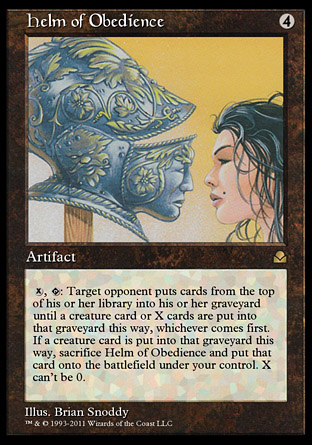 Helm of Obedience 4
Artifact
X, : Target opponent puts cards from the top
of his or her library into his or her graveyard
until a creature card or X cards are put into
that graveyard this way, whichever comes first.
If a creature card is put into that graveyard this
way, sacrifice Helm of Obedience and put that
card onto the battlefield under your control. X
can't be 0.
Illus. Brian Snoddy
™ & © 1993-2011 Wizards of the Coast LLC